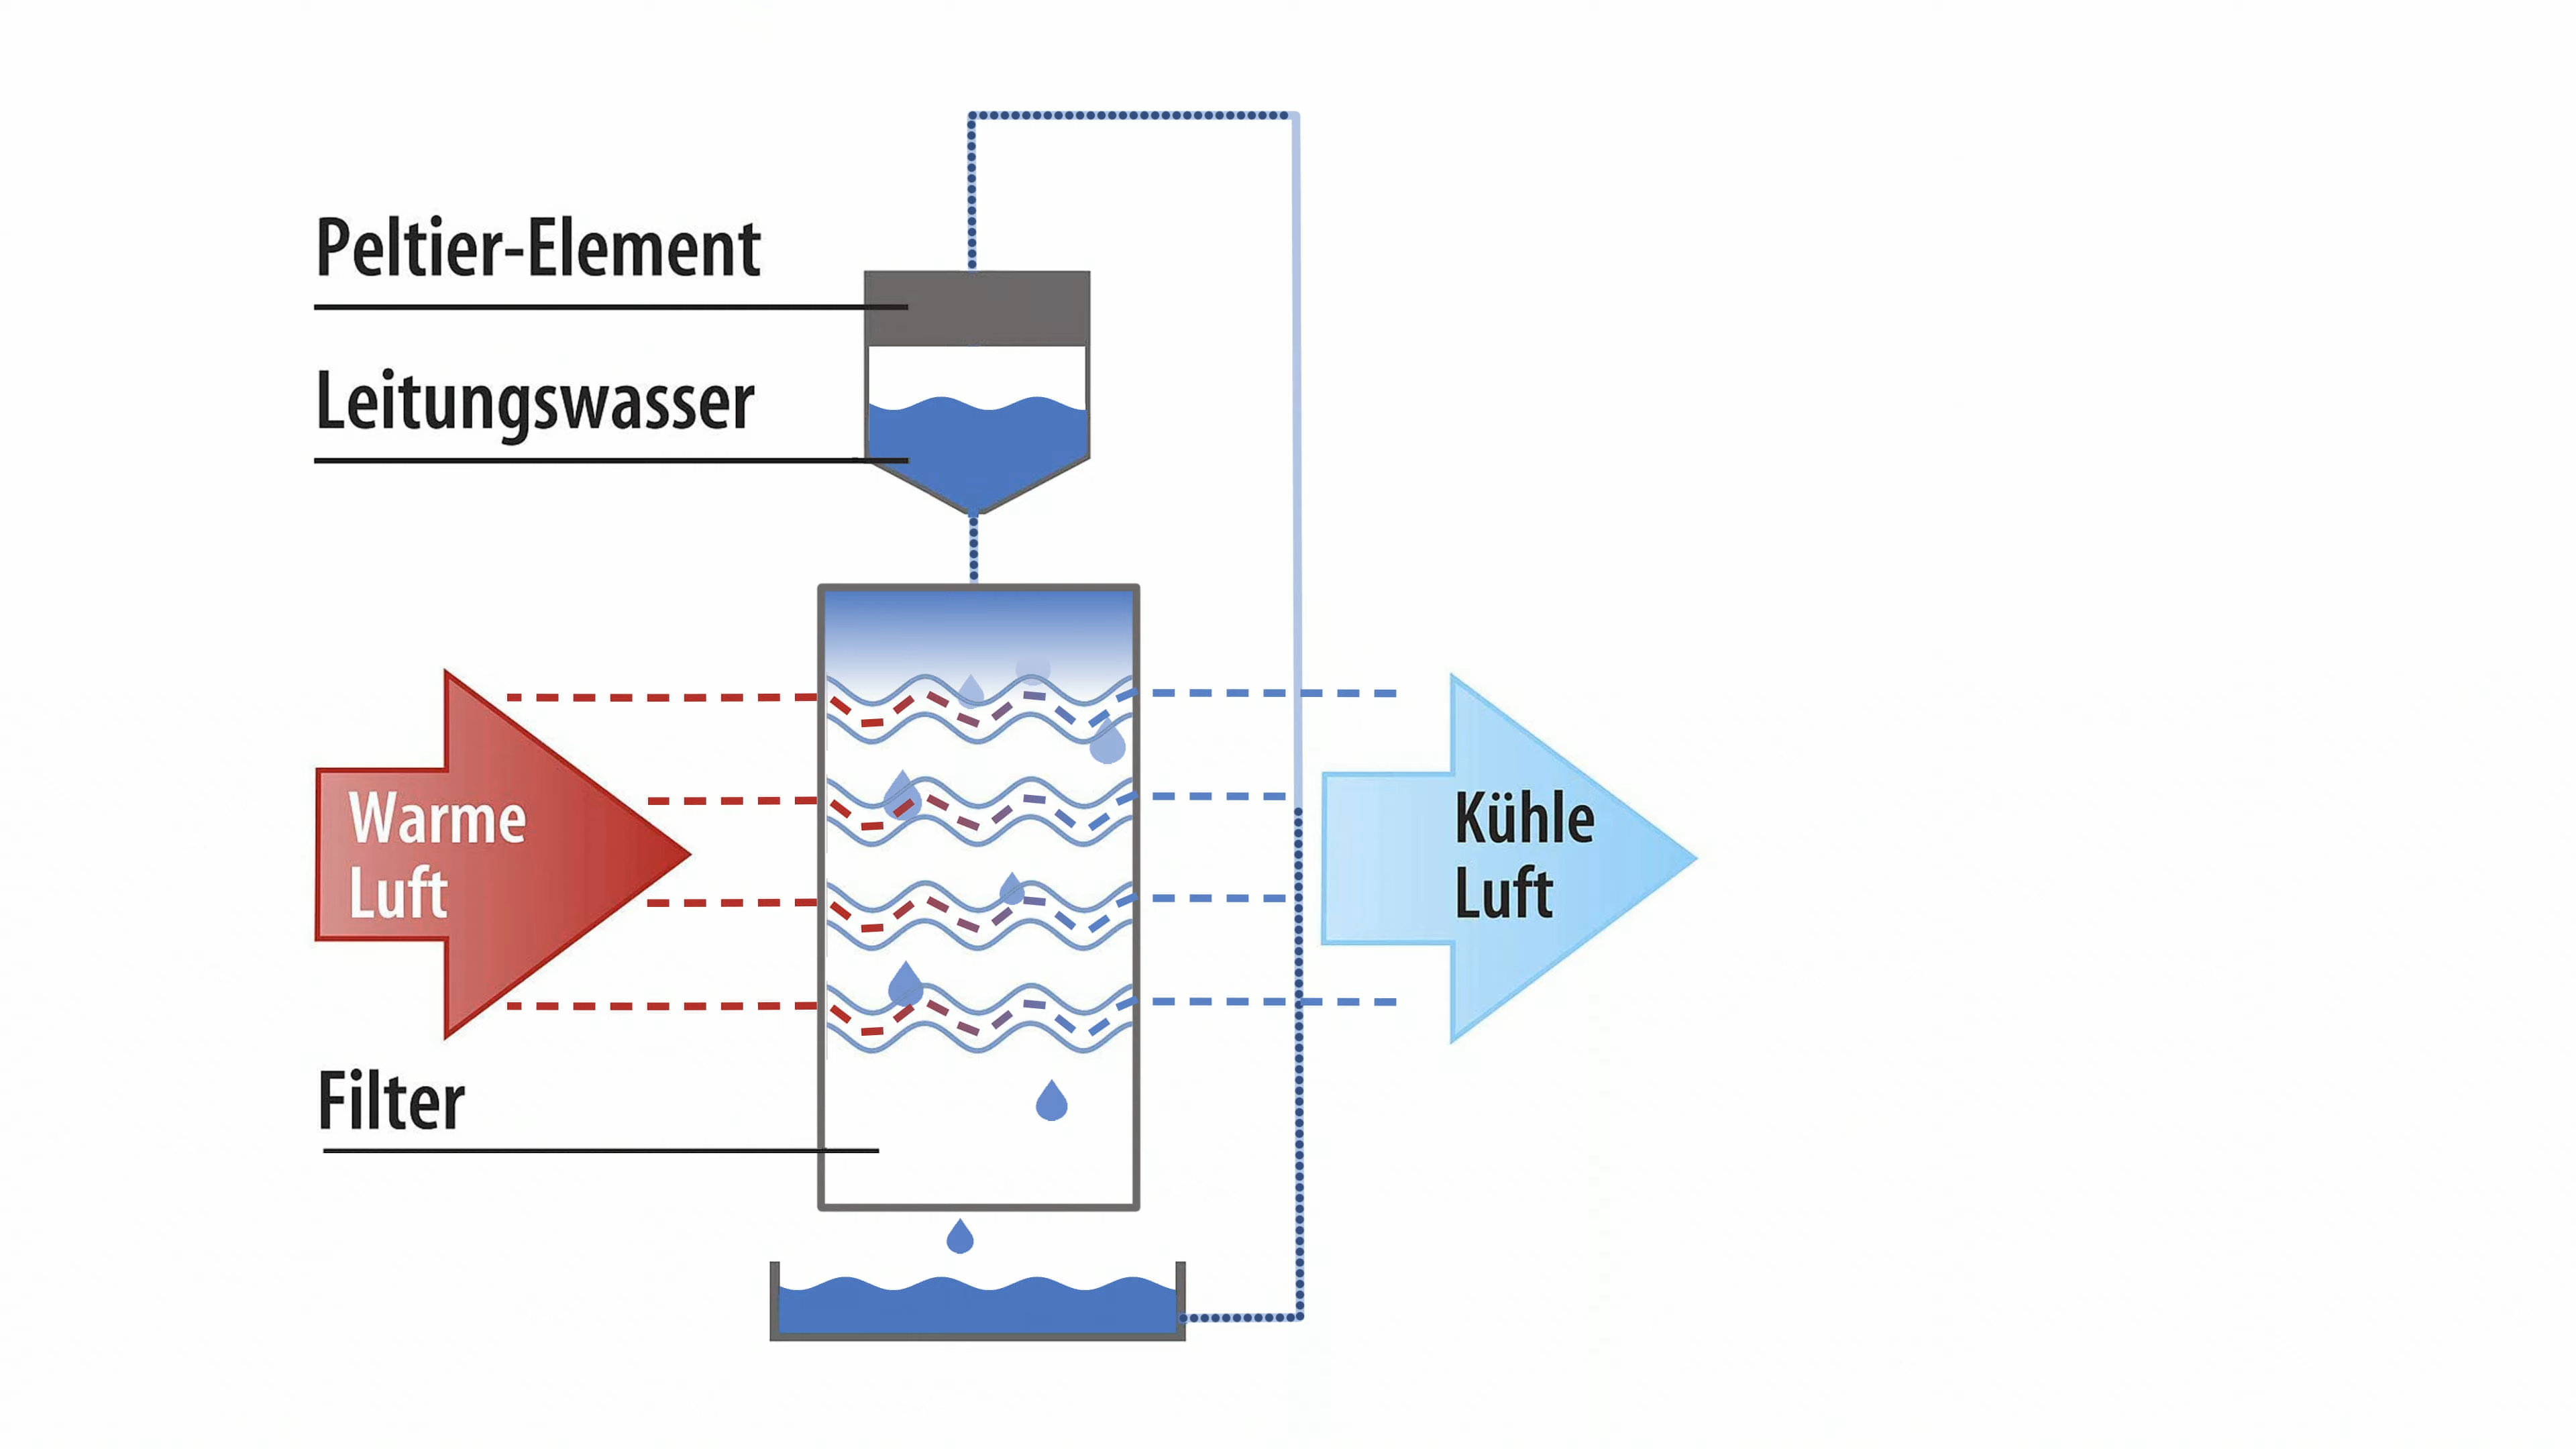 Peltier-Element
Leitungswasser
Warme
Luft
Kühle
Luft
Filter